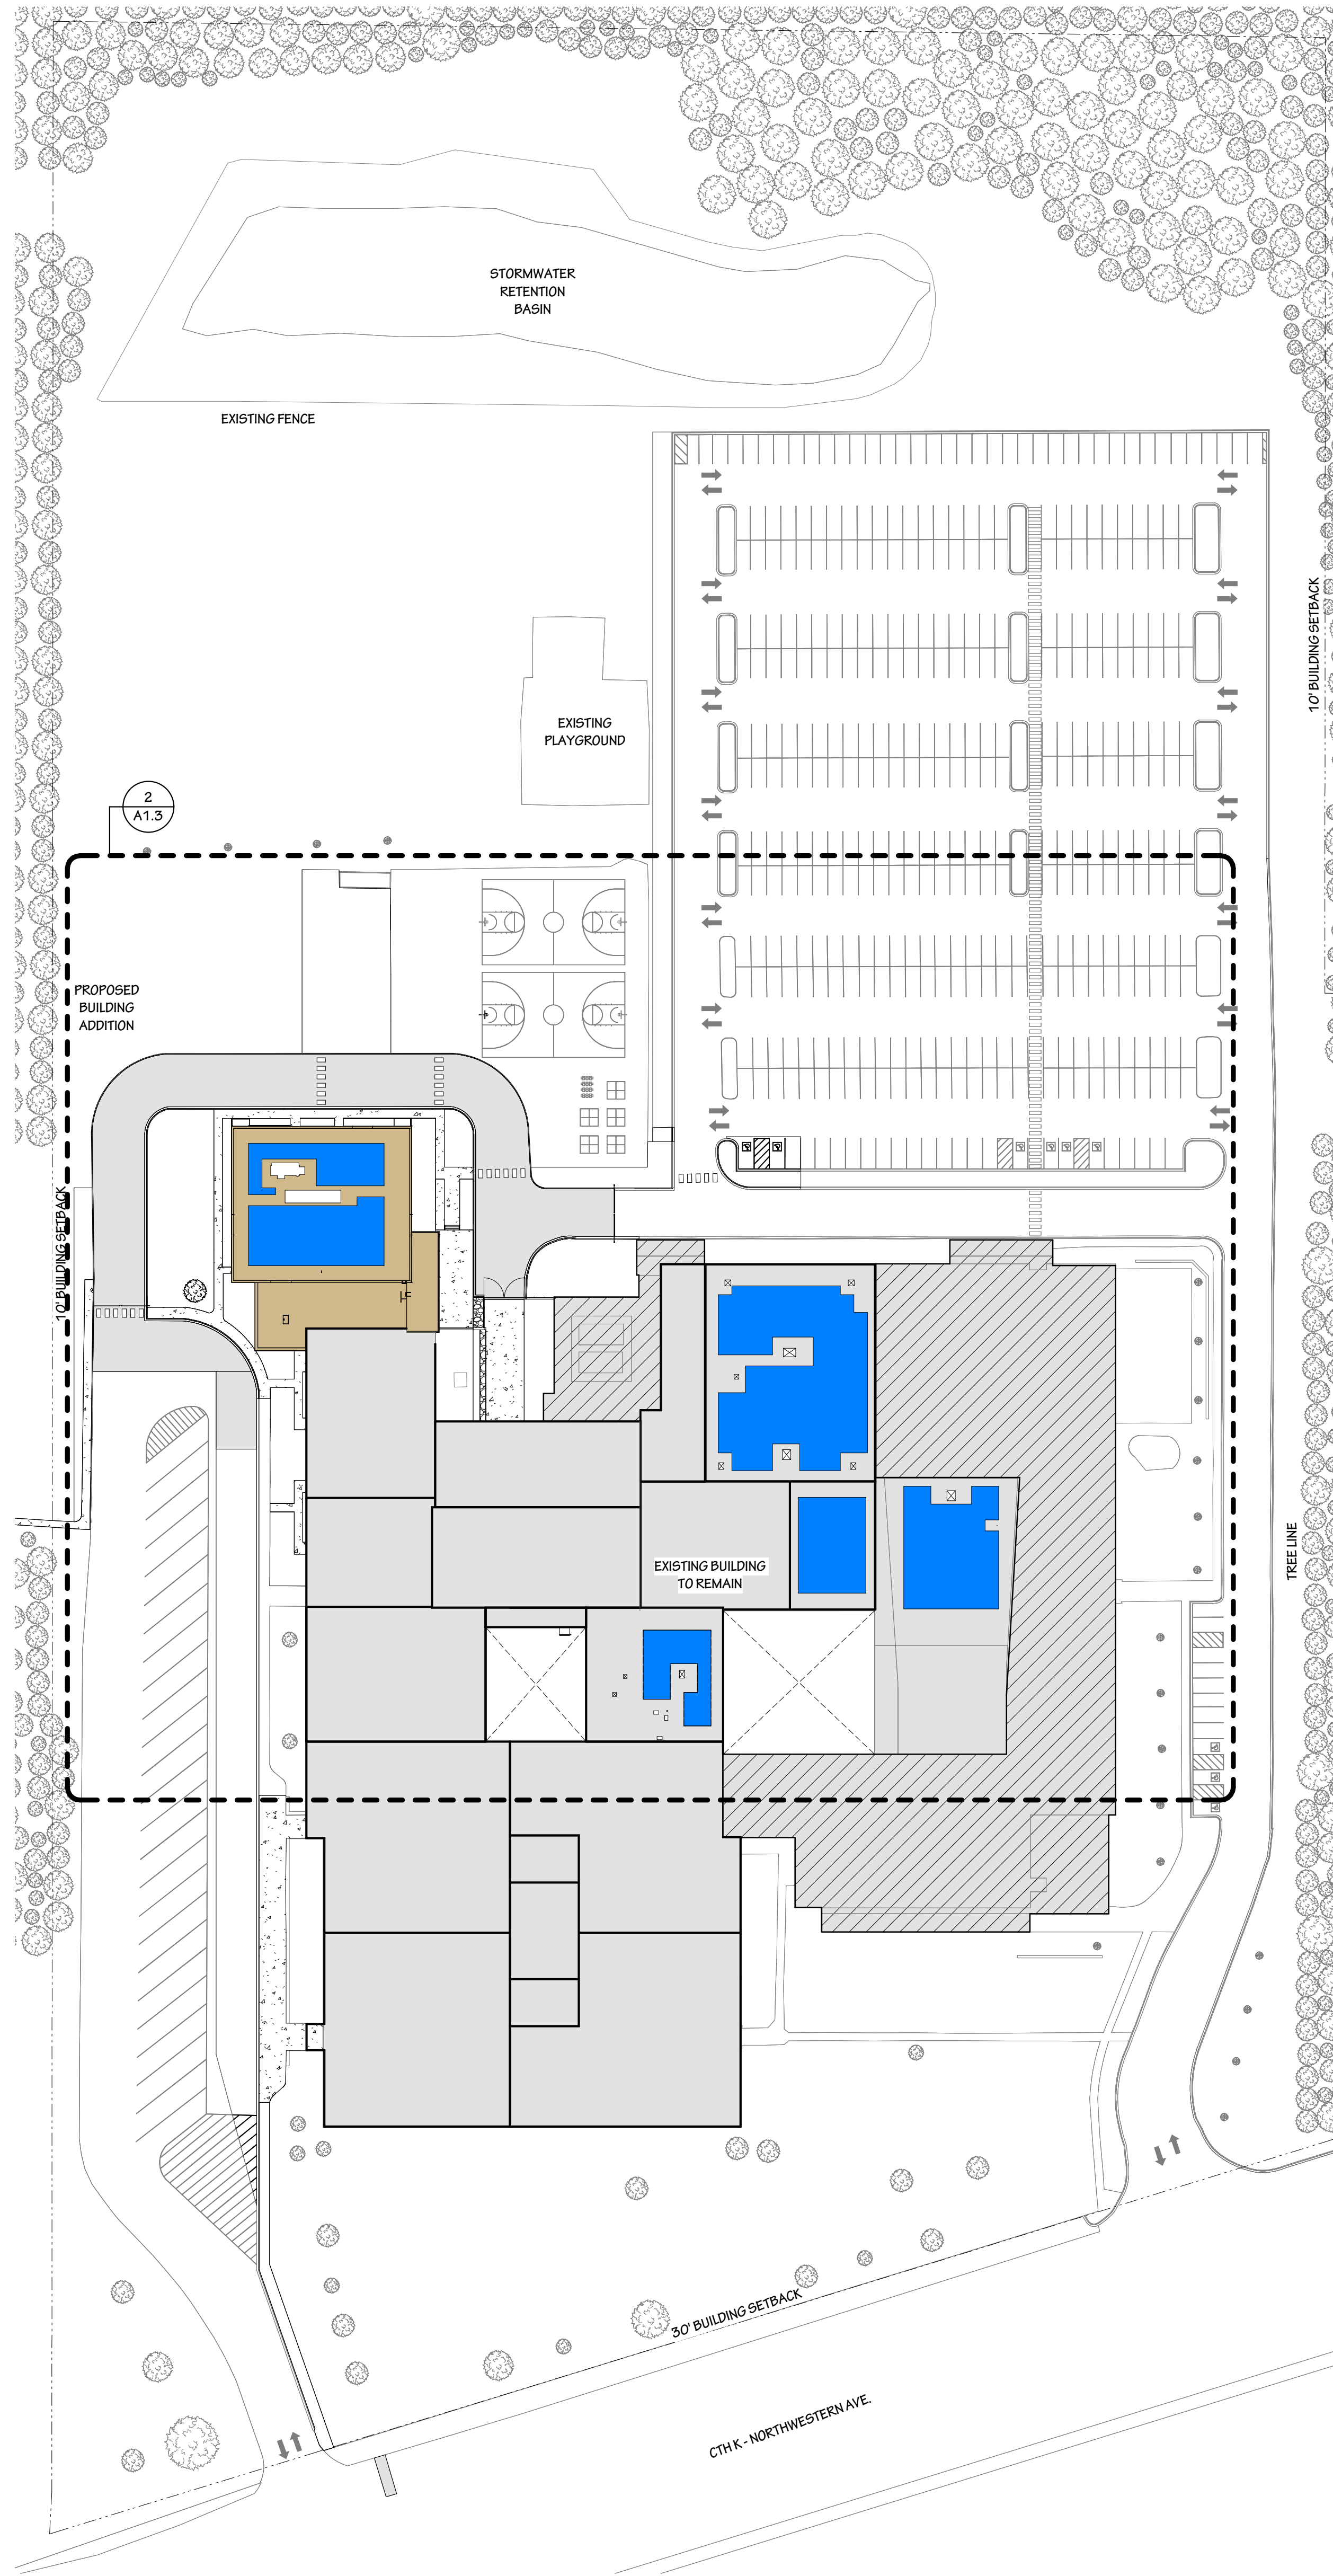 STORMWATER
RETENTION
BASIN
EXISTING FENCE
10' BUILDING SETBACK
EXISTING
PLAYGROUND
2
A1.3
PROPOSED
BUILDING
ADDITION
10' BUILDING SETBACK
EXISTING BUILDING
TO REMAIN
TREE LINE
30' BUILDING SETBACK
CTH K - NORTHWESTERN AVE.